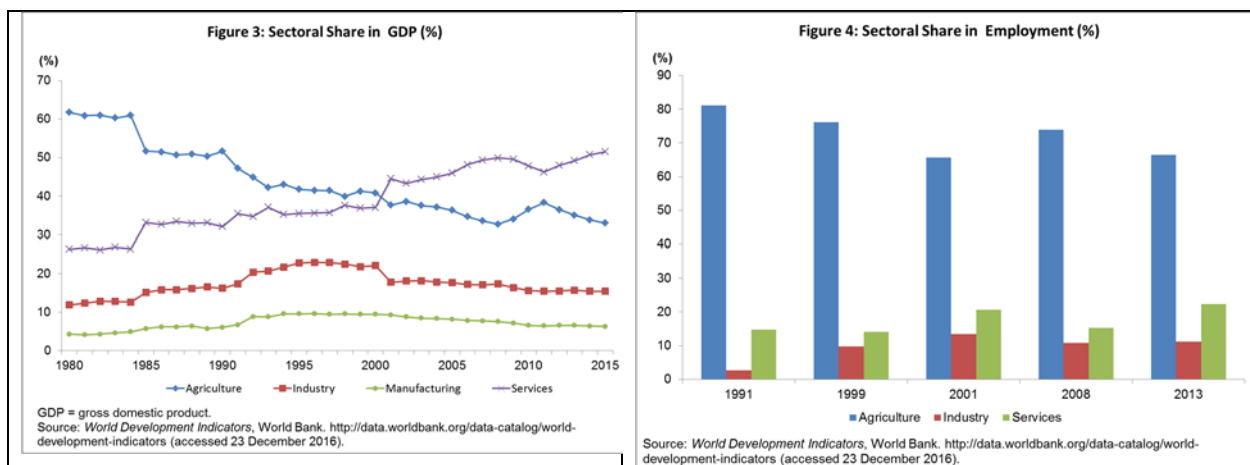 Figure 3: Sectoral Share in GDP (%)
(%)
70
60
50
40
30
20
10
0
1980 1985 1990 1995 2000 2005 2010 2015
Agriculture Industry Manufacturing Services
GDP = gross domestic product.
Source: World Development Indicators, World Bank. http://data.worldbank.org/data-catalog/world-
development-indicators (accessed 23 December 2016).
Figure 4: Sectoral Share in Employment (%)
(%)
90
80
70
60
50
40
30
20
10
0
1991 1999 2001 2008 2013
Agriculture Industry Services
Source: World Development Indicators, World Bank. http://data.worldbank.org/data-catalog/world-
development-indicators (accessed 23 December 2016).